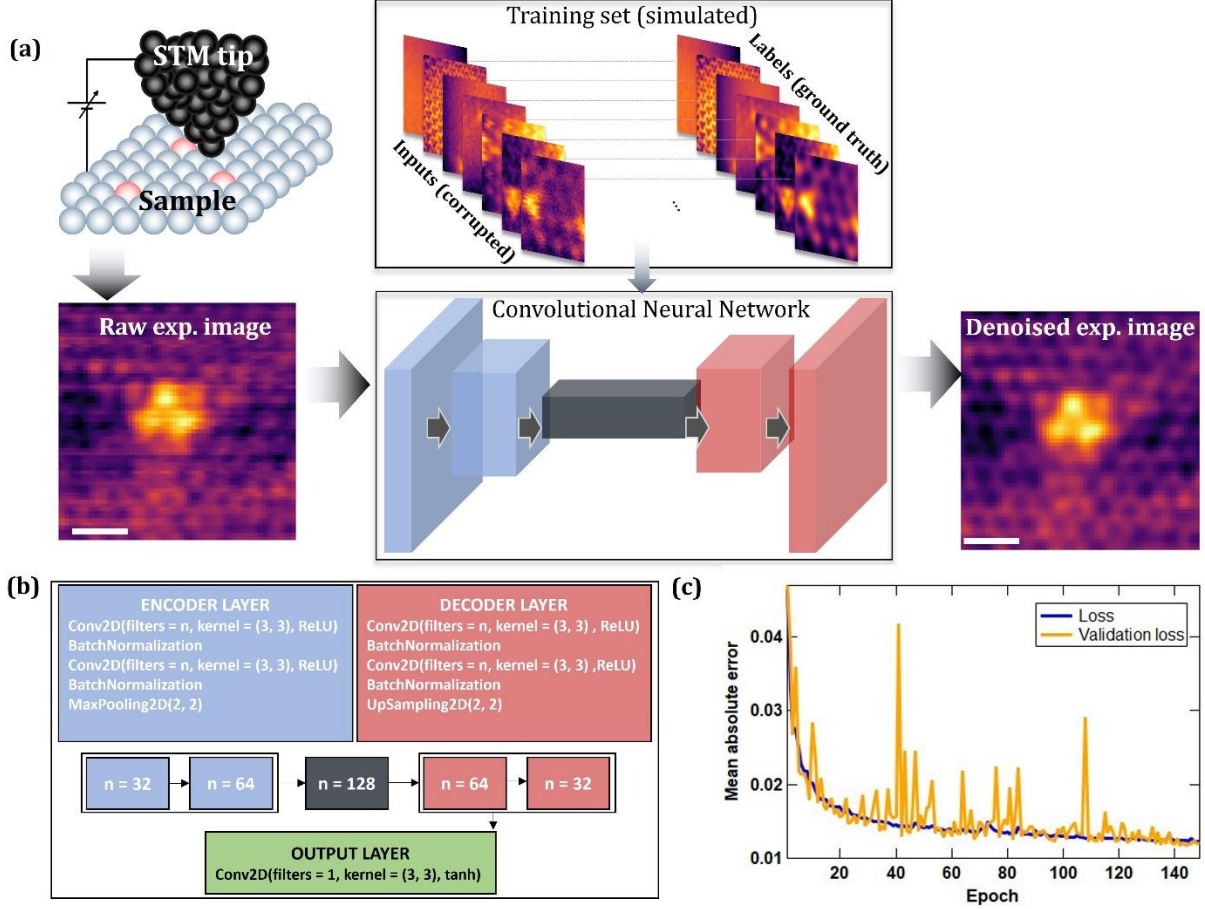 (a)
STM tip
Sample
Training set (simulated)
Inputs (corrupted)
Labels (ground truth)
...
Raw exp. image
Convolutional Neural Network
Denoised exp. image
(b)
ENCODER LAYER
Conv2D(filters = n, kernel = (3, 3), ReLU)
BatchNormalization
Conv2D(filters = n, kernel = (3, 3), ReLU)
BatchNormalization
MaxPooling2D(2, 2)
DECODER LAYER
Conv2D(filters = n, kernel = (3, 3) , ReLU)
BatchNormalization
Conv2D(filters = n, kernel = (3, 3) ,ReLU)
BatchNormalization
UpSampling2D(2, 2)
n = 32
n = 64
n = 128
n = 64
n = 32
OUTPUT LAYER
Conv2D(filters = 1, kernel = (3, 3), tanh)
(c)
Loss
Validation loss
Mean absolute error
0.04
0.03
0.02
0.01
20 40 60 80 100 120 140
Epoch